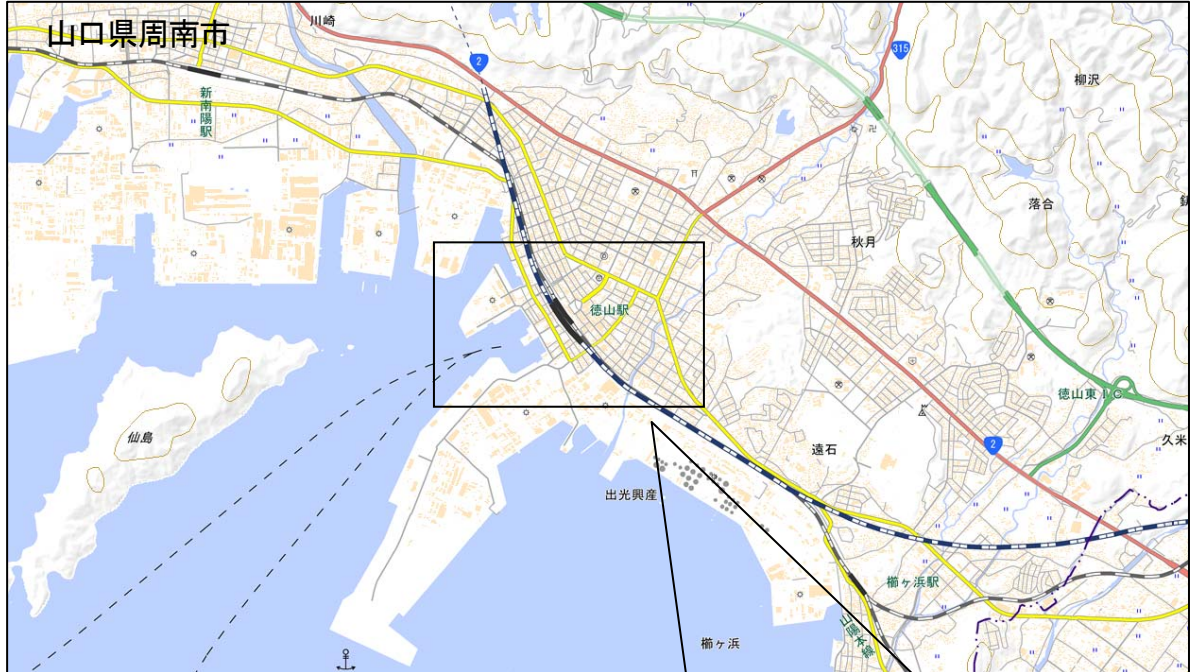 山口県周南市
川崎
2
315
柳沢
新南陽駅
落合
秋月
徳山駅
徳山東IC
仙島
遠石
2
久米
出光興産
櫛ヶ浜駅
山陽本線
櫛ヶ浜